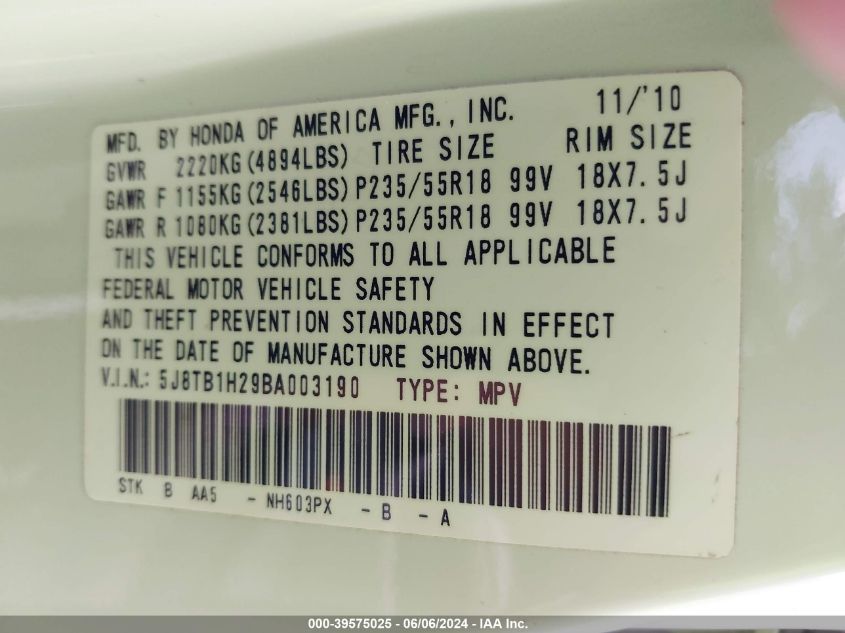 MFD. BY HONDA OF AMERICA MFG., INC. 11/'10
GVWR 2220KG(4894LBS) TIRE SIZE RIM SIZE
GAWR F 1155KG(2546LBS) P235/55R18 99V 18X7.5J
GAWR R 1080KG(2381LBS) P235/55R18 99V 18X7.5J
THIS VEHICLE CONFORMS TO ALL APPLICABLE
FEDERAL MOTOR VEHICLE SAFETY
AND THEFT PREVENTION STANDARDS IN EFFECT
ON THE DATE OF MANUFACTURE SHOWN ABOVE.
V.I.N.: 5J8TB1H29BA003190 TYPE: MPV
STK B AA5 - NH603PX - B - A
000-39575025 - 06/06/2024 - IAA Inc.